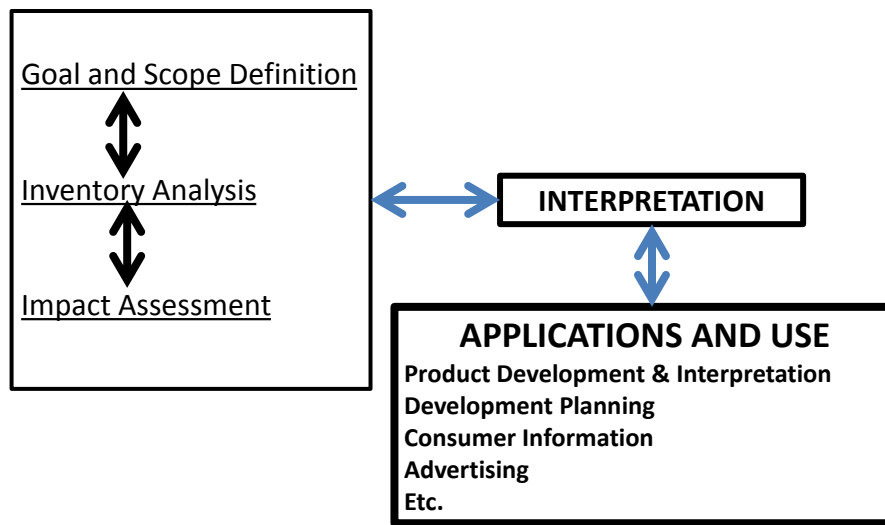 Goal and Scope Definition
Inventory Analysis
Impact Assessment
INTERPRETATION
APPLICATIONS AND USE
Product Development & Interpretation
Development Planning
Consumer Information
Advertising
Etc.